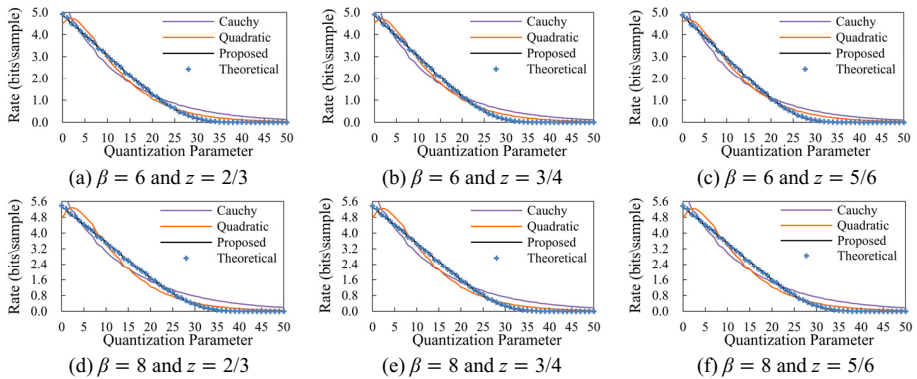 5.0
4.0
3.0
2.0
1.0
0.0
Rate (bits\sample)
Cauchy
Quadratic
Proposed
Theoretical
0 5 10 15 20 25 30 35 40 45 50
Quantization Parameter
(a) β = 6 and z = 2/3
5.0
4.0
3.0
2.0
1.0
0.0
Rate (bits\sample)
Cauchy
Quadratic
Proposed
Theoretical
0 5 10 15 20 25 30 35 40 45 50
Quantization Parameter
(b) β = 6 and z = 3/4
5.0
4.0
3.0
2.0
1.0
0.0
Rate (bits\sample)
Cauchy
Quadratic
Proposed
Theoretical
0 5 10 15 20 25 30 35 40 45 50
Quantization Parameter
(c) β = 6 and z = 5/6
5.6
4.8
4.0
3.2
2.4
1.6
0.8
0.0
Rate (bits\sample)
Cauchy
Quadratic
Proposed
Theoretical
0 5 10 15 20 25 30 35 40 45 50
Quantization Parameter
(d) β = 8 and z = 2/3
5.6
4.8
4.0
3.2
2.4
1.6
0.8
0.0
Rate (bits\sample)
Cauchy
Quadratic
Proposed
Theoretical
0 5 10 15 20 25 30 35 40 45 50
Quantization Parameter
(e) β = 8 and z = 3/4
5.6
4.8
4.0
3.2
2.4
1.6
0.8
0.0
Rate (bits\sample)
Cauchy
Quadratic
Proposed
Theoretical
0 5 10 15 20 25 30 35 40 45 50
Quantization Parameter
(f) β = 8 and z = 5/6